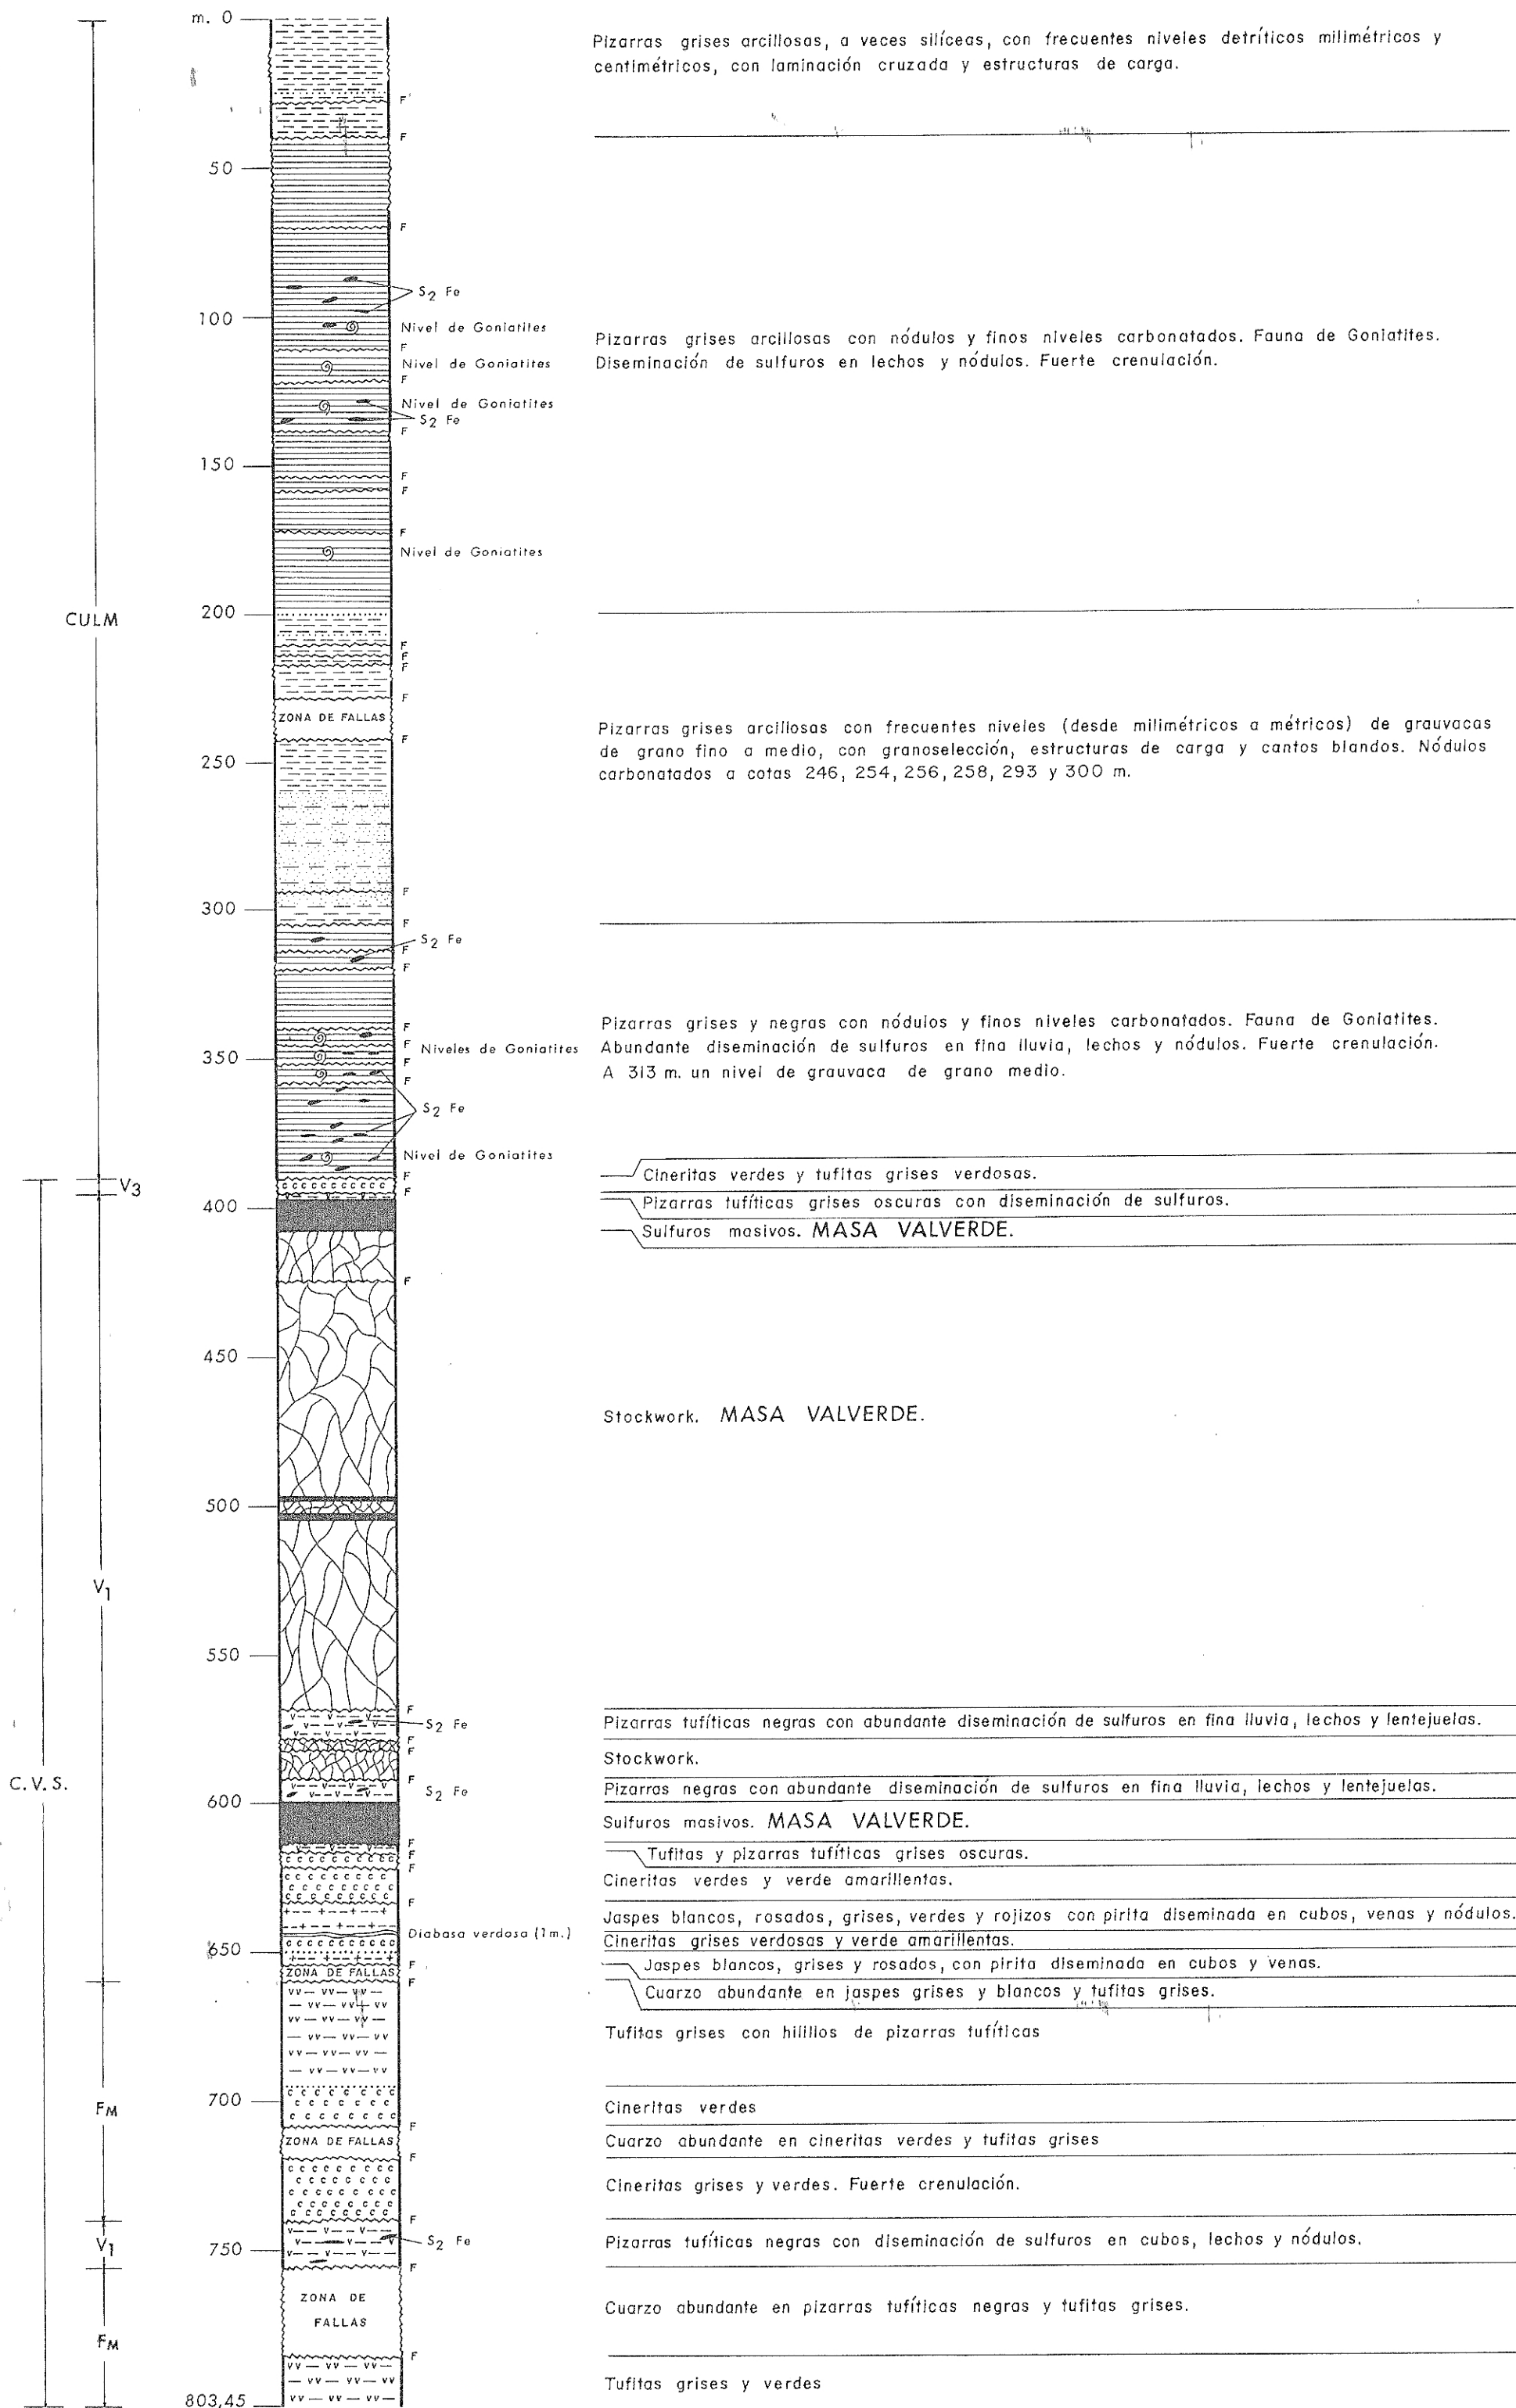 m. 0
Pizarras grises arcillosas, a veces silíceas, con frecuentes niveles detríticos milimétricos y
centimétricos, con laminación cruzada y estructuras de carga.
F
F
50
F
S2 Fe
100
Nivel de Goniatites
Pizarras grises arcillosas con nódulos y finos niveles carbonatados. Fauna de Goniatites.
F
Nivel de Goniatites
Diseminación de sulfuros en lechos y nódulos. Fuerte crenulación.
F
Nivel de Goniatites
S2 Fe
F
150
F
F
F
Nivel de Goniatites
200
CULM
F
F
F
F
ZONA DE FALLAS
Pizarras grises arcillosas con frecuentes niveles (desde milimétricos a métricos) de grauvacas
F
de grano fino a medio, con granoselección, estructuras de carga y cantos blandos. Nódulos
250
carbonatados a cotas 246, 254, 256, 258, 293 y 300 m.
F
300
F
S2 Fe
F
F
F
Pizarras grises y negras con nódulos y finos niveles carbonatados. Fauna de Goniatites.
F
350
Niveles de Goniatites
Abundante diseminación de sulfuros en fina lluvia, lechos y nódulos. Fuerte crenulación.
F
A 313 m. un nivel de grauvaca de grano medio.
F
S2 Fe
Nivel de Goniatites
F
Cineritas verdes y tufitas grises verdosas.
V3
c c c c c c c c c
F
Pizarras tufíticas grises oscuras con diseminación de sulfuros.
400
Sulfuros masivos. MASA VALVERDE.
F
450
Stockwork. MASA VALVERDE.
500
V1
550
F
S2 Fe
Pizarras tufíticas negras con abundante diseminación de sulfuros en fina lluvia, lechos y lentejuelas.
F
F
Stockwork.
C.V.S.
F
S2 Fe
Pizarras negras con abundante diseminación de sulfuros en fina lluvia, lechos y lentejuelas.
600
Sulfuros masivos. MASA VALVERDE.
F
F
Tufitas y pizarras tufíticas grises oscuras.
F
Cineritas verdes y verde amarillentas.
F
Jaspes blancos, rosados, grises, verdes y rojizos con pirita diseminada en cubos, venas y nódulos.
Diabasa verdosa (1m.)
Cineritas grises verdosas y verde amarillentas.
650
F
Jaspes blancos, grises y rosados, con pirita diseminada en cubos y venas.
ZONA DE FALLAS
F
Cuarzo abundante en jaspes grises y blancos y tufitas grises.
Tufitas grises con hilillos de pizarras tufíticas
700
FM
Cineritas verdes
F
ZONA DE FALLAS
Cuarzo abundante en cineritas verdes y tufitas grises
F
Cineritas grises y verdes. Fuerte crenulación.
F
V1
S2 Fe
Pizarras tufíticas negras con diseminación de sulfuros en cubos, lechos y nódulos.
750
F
ZONA DE
FALLAS
Cuarzo abundante en pizarras tufíticas negras y tufitas grises.
FM
F
Tufitas grises y verdes
803,45